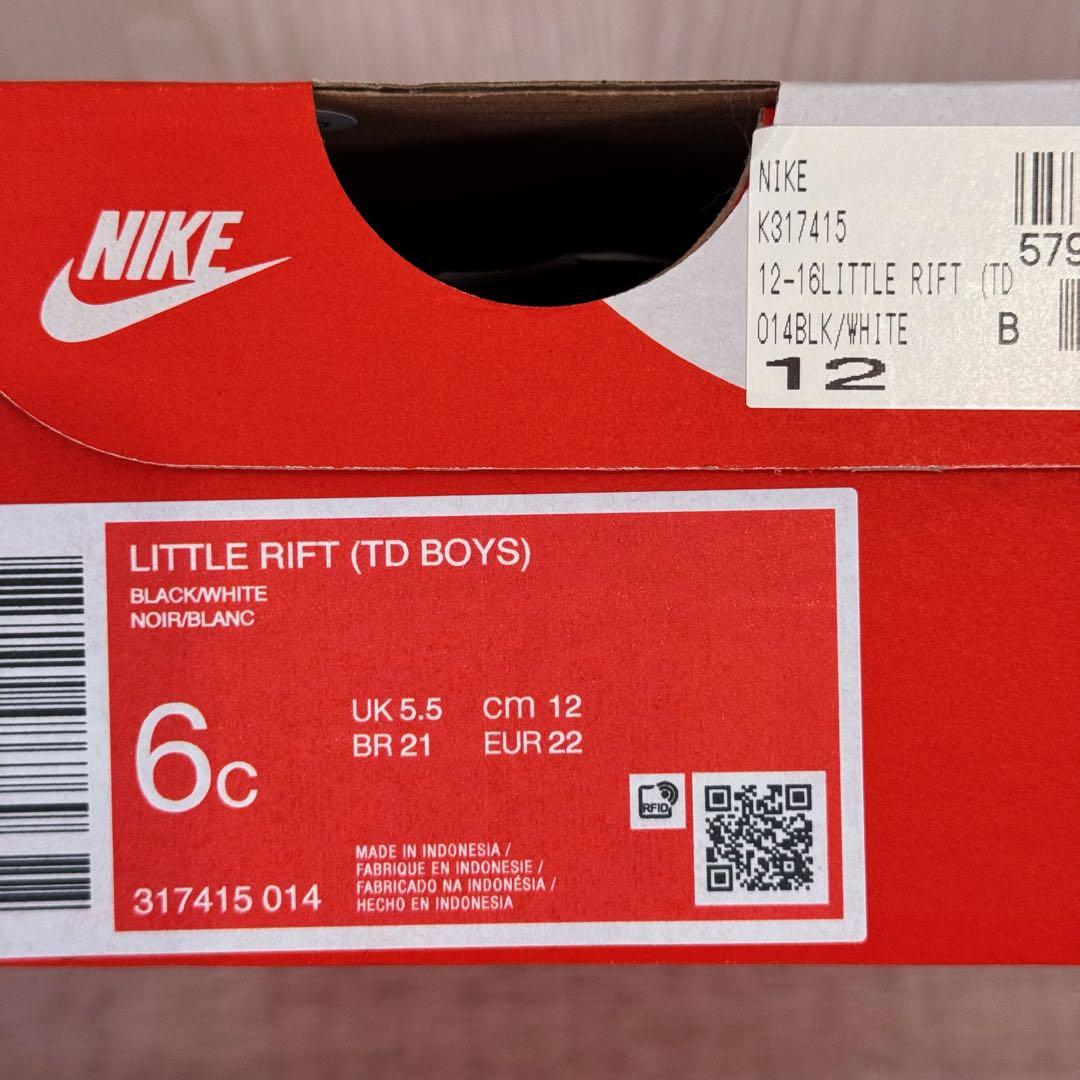 NIKE
NIKE
K317415
579
12-16LITTLE RIFT (TD
014BLK/WHITE B
12
LITTLE RIFT (TD BOYS)
BLACK/WHITE
NOIR/BLANC
6C
UK 5.5 cm 12
BR 21 EUR 22
RFID
317415 014
MADE IN INDONESIA /
FABRIQUE EN INDONESIE /
FABRICADO NA INDONÉSIA /
HECHO EN INDONESIA